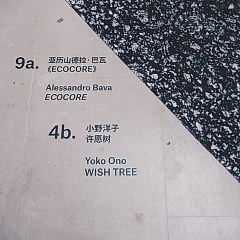 9a. 亚历山德拉·巴瓦
《ECOCORE》
Alessandro Bava
ECOCORE
4b. 小野洋子
许愿树
Yoko Ono
WISH TREE